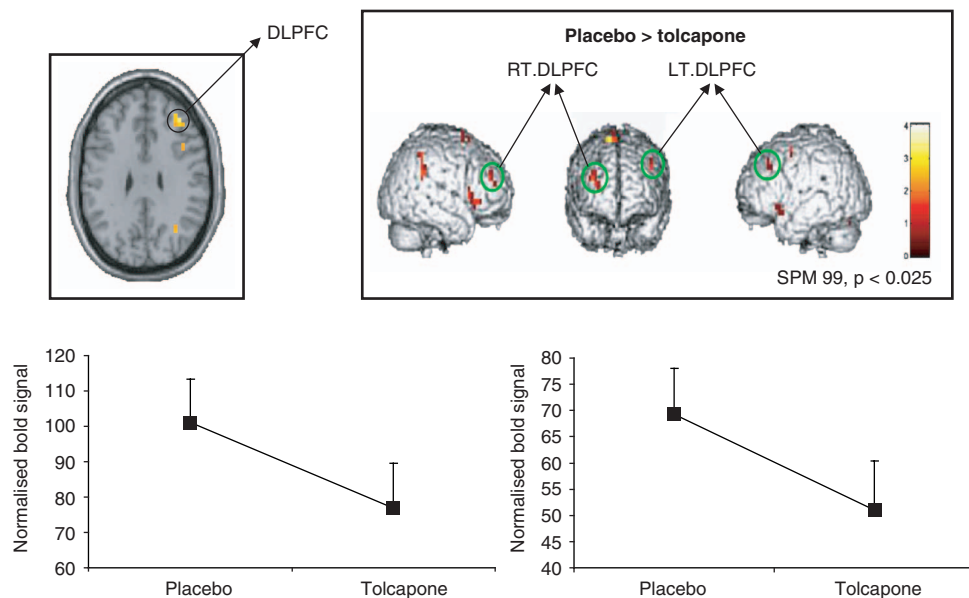 DLPFC
Placebo > tolcapone
RT.DLPFC LT.DLPFC
4
3
2
1
0
SPM 99, p < 0.025
Normalised bold signal
120
110
100
90
80
70
60
Placebo Tolcapone
Normalised bold signal
80
75
70
65
60
55
50
45
40
Placebo Tolcapone